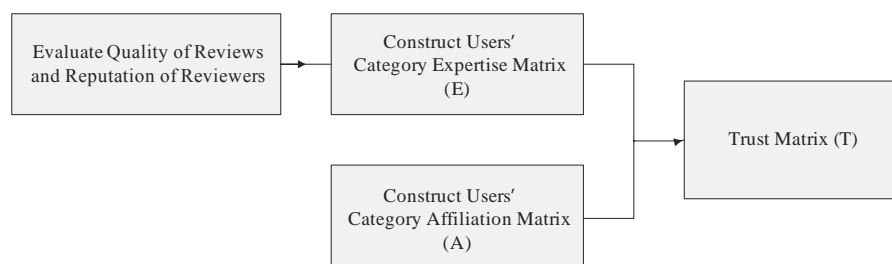 Evaluate Quality of Reviews
and Reputation of Reviewers
Construct Users’
Category Expertise Matrix
(E)
Construct Users’
Category Affiliation Matrix
(A)
Trust Matrix (T)